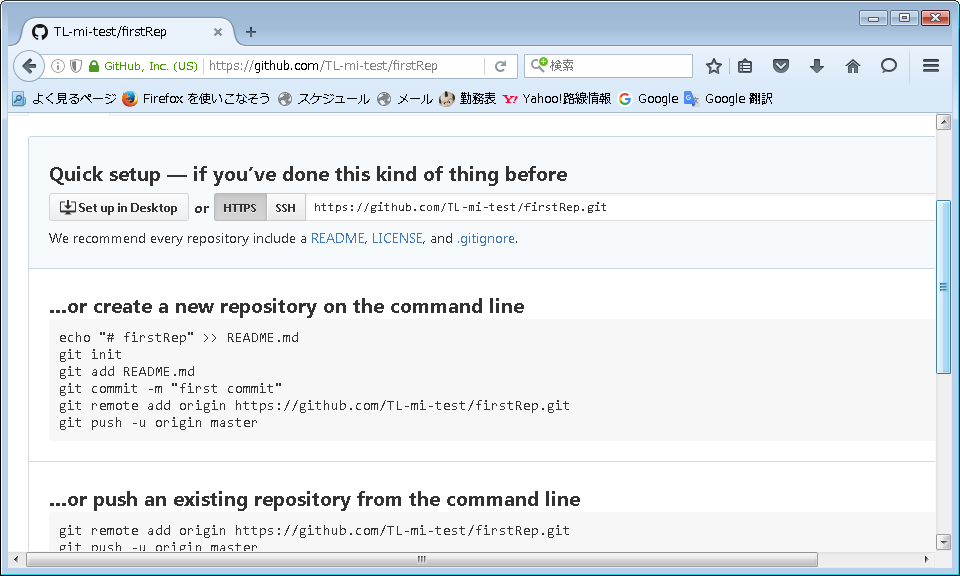 TL-mi-test/firstRep
GitHub, Inc. (US) https://github.com/TL-mi-test/firstRep 検索
よく見るページ Firefox を使いこなそう スケジュール メール 勤務表 Yahoo!路線情報 Google Google 翻訳
Quick setup — if you’ve done this kind of thing before
Set up in Desktop or HTTPS SSH https://github.com/TL-mi-test/firstRep.git
We recommend every repository include a README, LICENSE, and .gitignore.
…or create a new repository on the command line
echo "# firstRep" >> README.md
git init
git add README.md
git commit -m "first commit"
git remote add origin https://github.com/TL-mi-test/firstRep.git
git push -u origin master
…or push an existing repository from the command line
git remote add origin https://github.com/TL-mi-test/firstRep.git
git push -u origin master